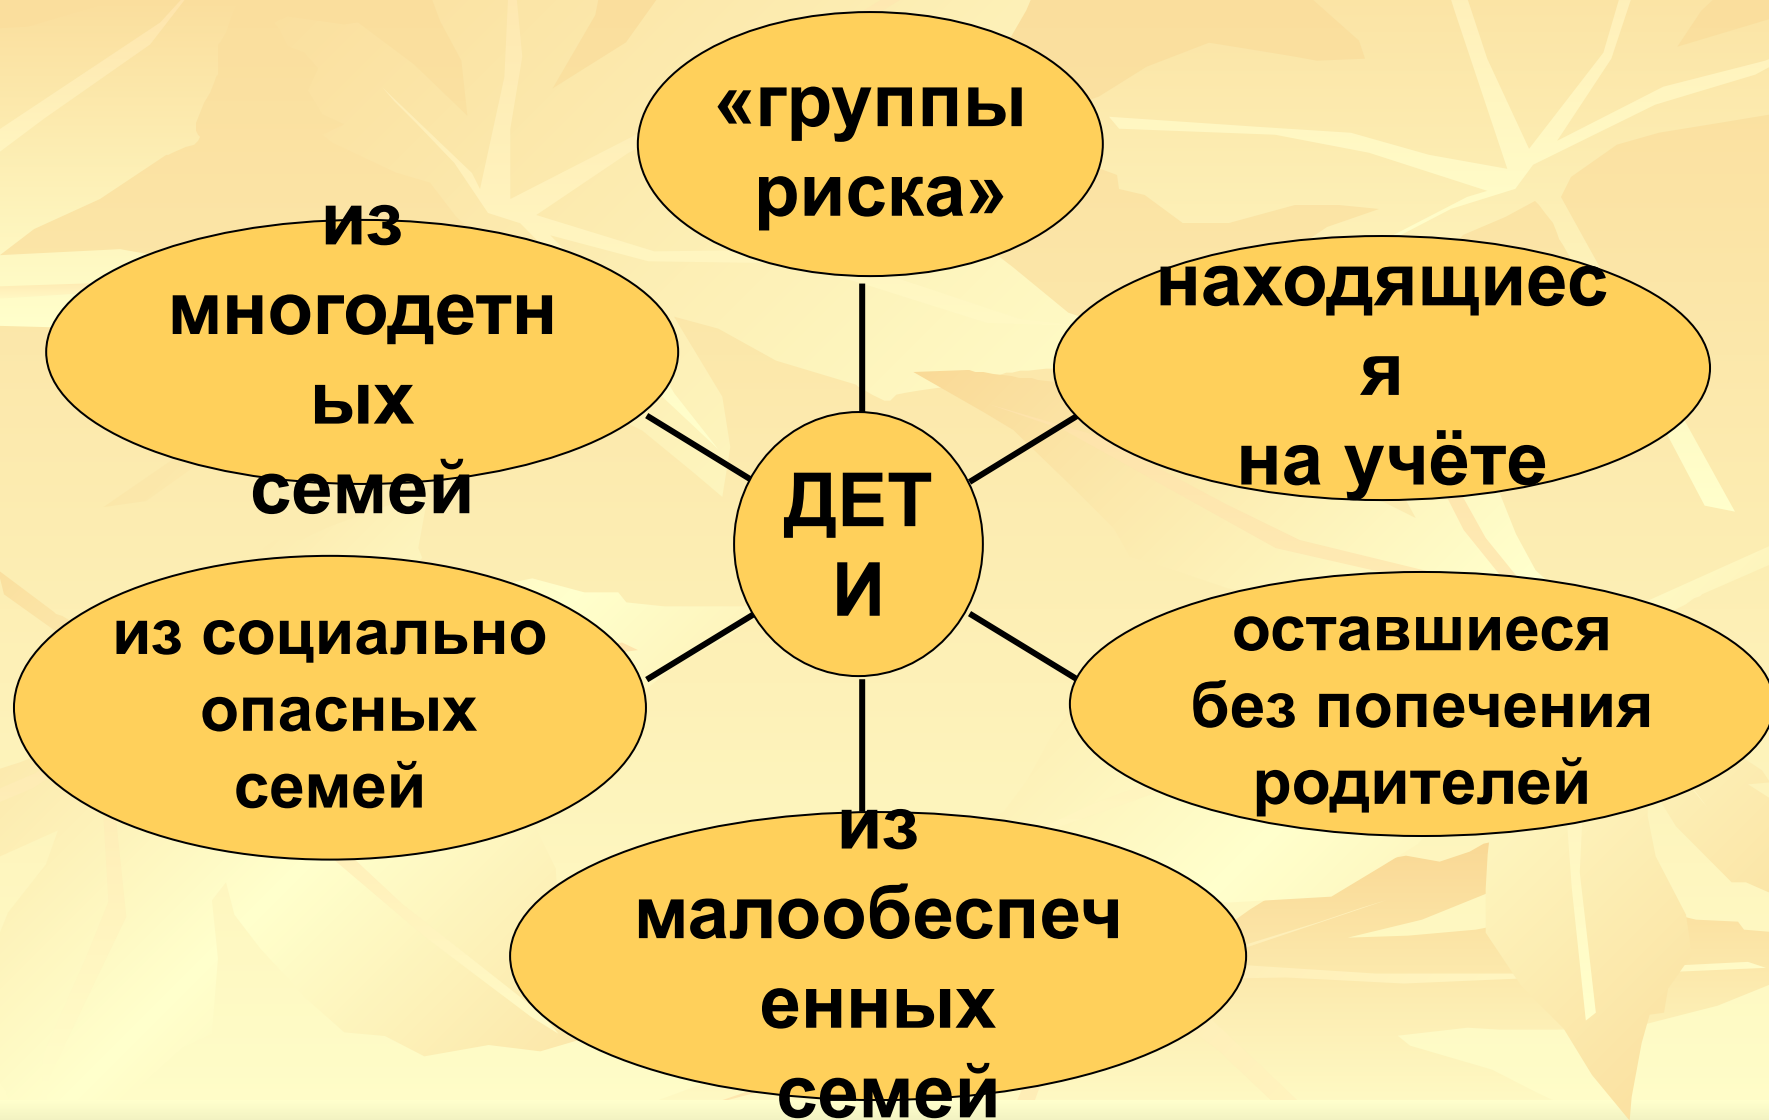 «группы
риска»
из
многодетн
ых
семей
находящиес
я
на учёте
ДЕТ
И
из социально
опасных
семей
оставшиеся
без попечения
родителей
из
малообеспеч
енных
семей